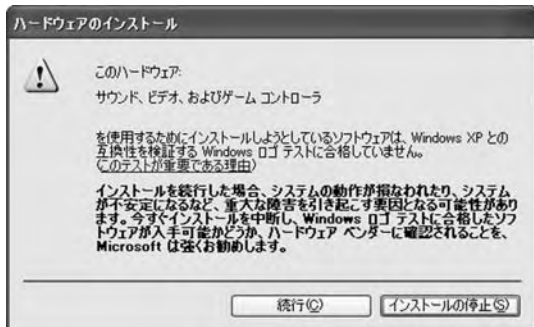 ハードウェアのインストール
このハードウェア:
サウンド、ビデオ、およびゲーム コントローラ
を使用するためにインストールしようとしているソフトウェアは、Windows XP との
互換性を検証する Windows ロゴ テストに合格していません。
(このテストが重要である理由)
インストールを続行した場合、システムの動作が損なわれたり、システム
が不安定になるなど、重大な障害を引き起こす要因となる可能性があり
ます。今すぐインストールを中断し、Windows ロゴ テストに合格したソフ
トウェアが入手可能かどうか、ハードウェア ベンダーに確認されることを、
Microsoft は強くお勧めします。
続行(C)
インストールの停止(S)